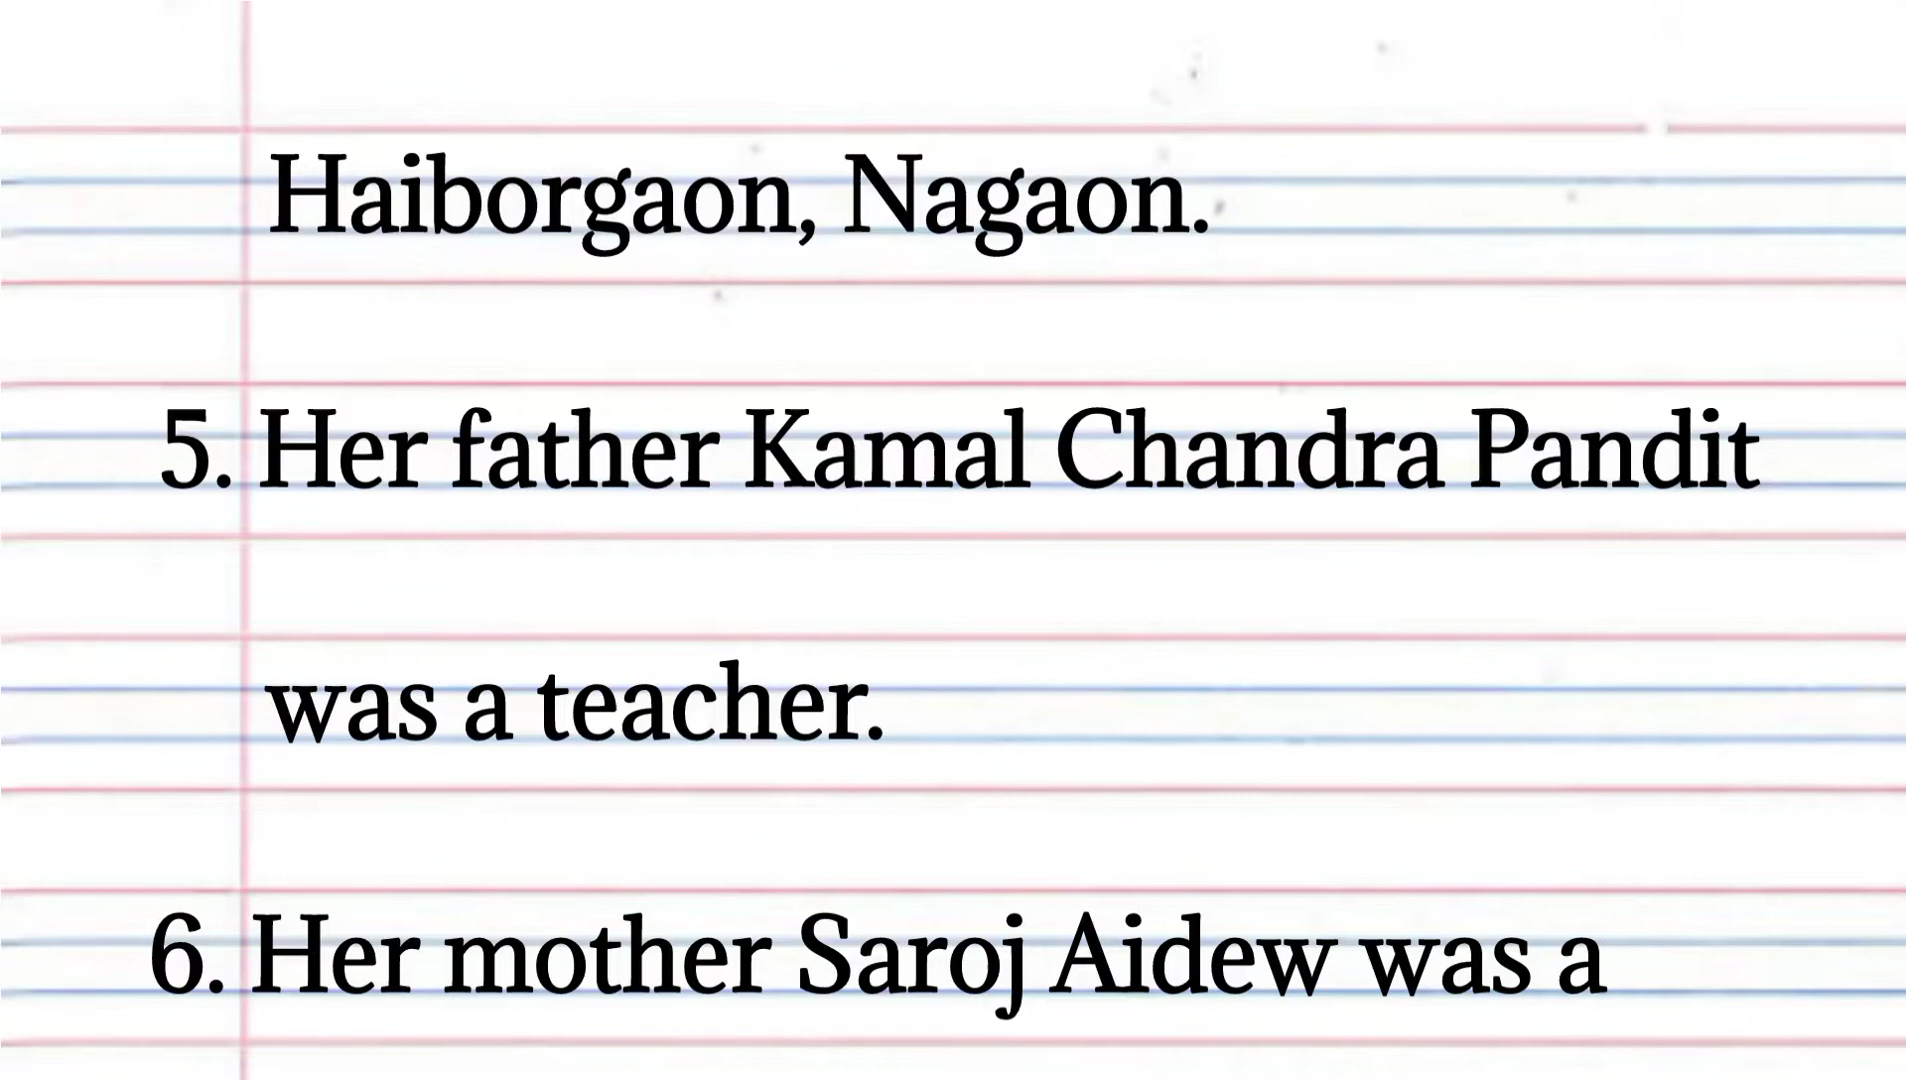 Haiborgaon, Nagaon.
5. Her father Kamal Chandra Pandit
was a teacher.
6. Her mother Saroj Aidew was a